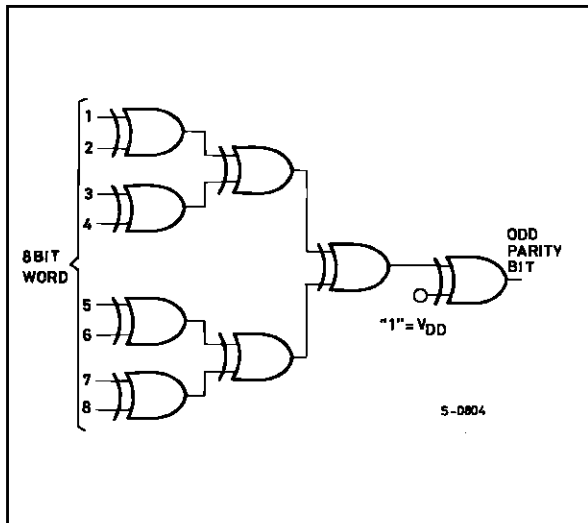 1
2
3
4
8 BIT
WORD
5
6
7
8
ODD
PARITY
BIT
"1"= VDD
S-0804